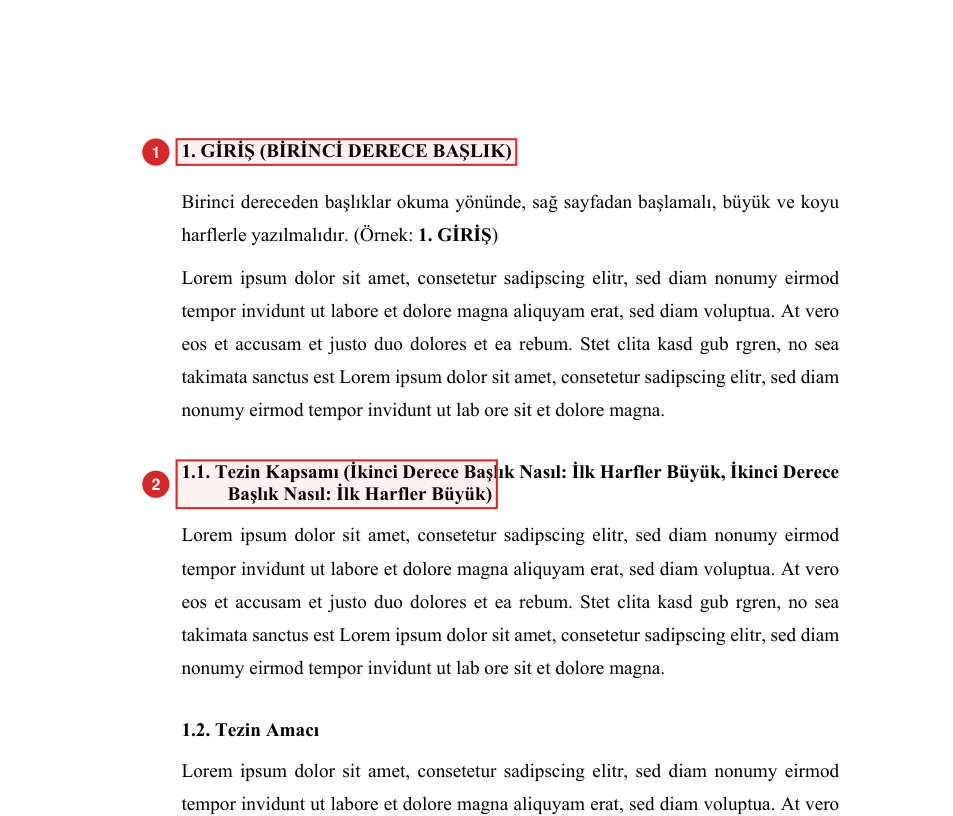 1
1. GİRİŞ (BİRİNCİ DERECE BAŞLIK)
Birinci dereceden başlıklar okuma yönünde, sağ sayfadan başlamalı, büyük ve koyu
harflerle yazılmalıdır. (Örnek: 1. GİRİŞ)
Lorem ipsum dolor sit amet, consetetur sadipscing elitr, sed diam nonumy eirmod
tempor invidunt ut labore et dolore magna aliquyam erat, sed diam voluptua. At vero
eos et accusam et justo duo dolores et ea rebum. Stet clita kasd gub rgren, no sea
takimata sanctus est Lorem ipsum dolor sit amet, consetetur sadipscing elitr, sed diam
nonumy eirmod tempor invidunt ut lab ore sit et dolore magna.
2
1.1. Tezin Kapsamı (İkinci Derece Başlık Nasıl: İlk Harfler Büyük, İkinci Derece
Başlık Nasıl: İlk Harfler Büyük)
Lorem ipsum dolor sit amet, consetetur sadipscing elitr, sed diam nonumy eirmod
tempor invidunt ut labore et dolore magna aliquyam erat, sed diam voluptua. At vero
eos et accusam et justo duo dolores et ea rebum. Stet clita kasd gub rgren, no sea
takimata sanctus est Lorem ipsum dolor sit amet, consetetur sadipscing elitr, sed diam
nonumy eirmod tempor invidunt ut lab ore sit et dolore magna.
1.2. Tezin Amacı
Lorem ipsum dolor sit amet, consetetur sadipscing elitr, sed diam nonumy eirmod
tempor invidunt ut labore et dolore magna aliquyam erat, sed diam voluptua. At vero